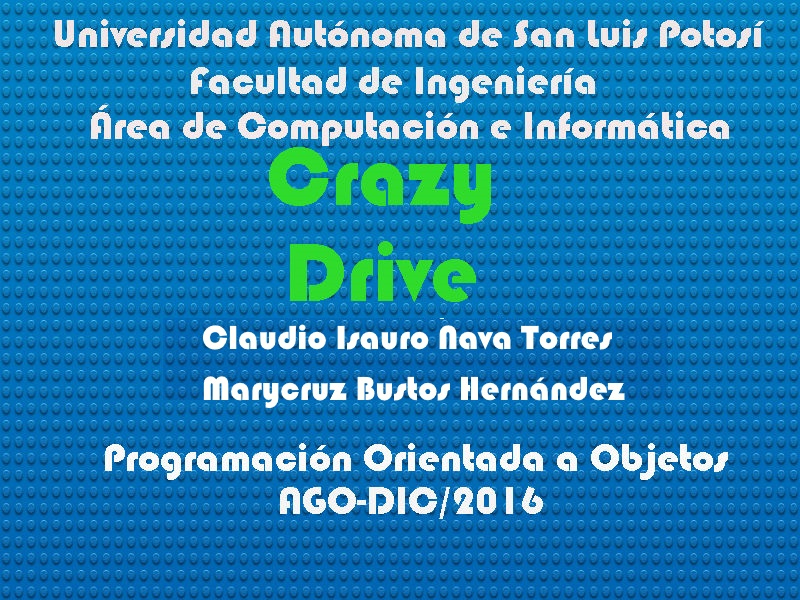 Universidad Autónoma de San Luis Potosí
Facultad de Ingeniería
Área de Computación e Informática
Crazy
Drive
Claudio Isauro Nava Torres
Marycruz Bustos Hernández
Programación Orientada a Objetos
AGO-DIC/2016